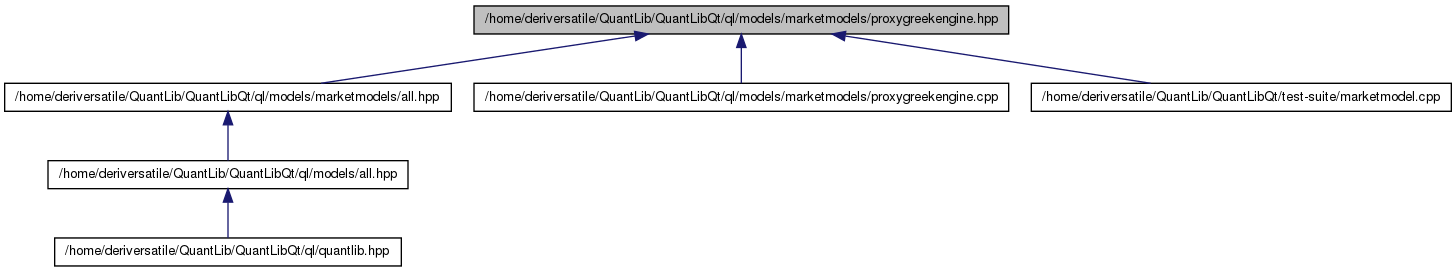 /home/deriversatile/QuantLib/QuantLibQt/ql/models/marketmodels/proxygreekengine.hpp
/home/deriversatile/QuantLib/QuantLibQt/ql/models/marketmodels/all.hpp
/home/deriversatile/QuantLib/QuantLibQt/ql/models/marketmodels/proxygreekengine.cpp
/home/deriversatile/QuantLib/QuantLibQt/test-suite/marketmodel.cpp
/home/deriversatile/QuantLib/QuantLibQt/ql/models/all.hpp
/home/deriversatile/QuantLib/QuantLibQt/ql/quantlib.hpp